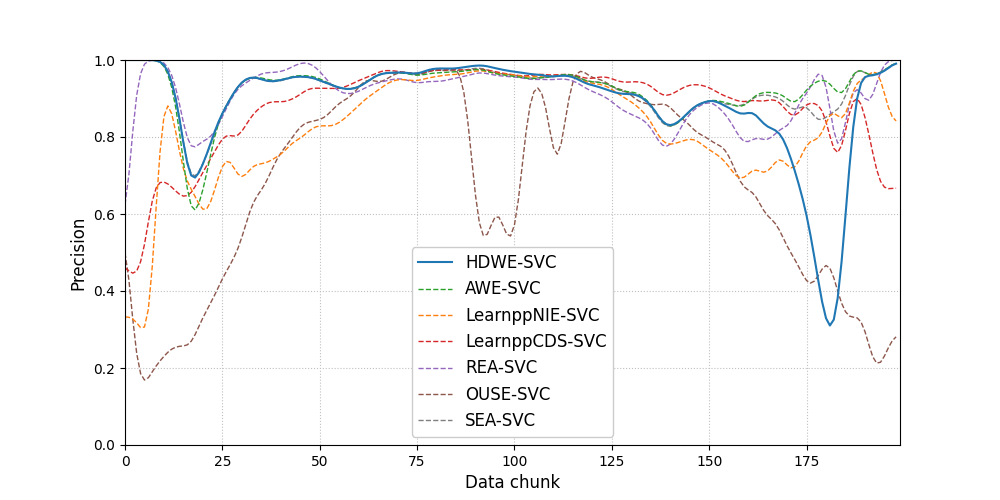 1.0
0.8
0.6
0.4
0.2
0.0
Precision
HDWE-SVC
AWE-SVC
LearnppNIE-SVC
LearnppCDS-SVC
REA-SVC
OUSE-SVC
SEA-SVC
0 25 50 75 100 125 150 175
Data chunk